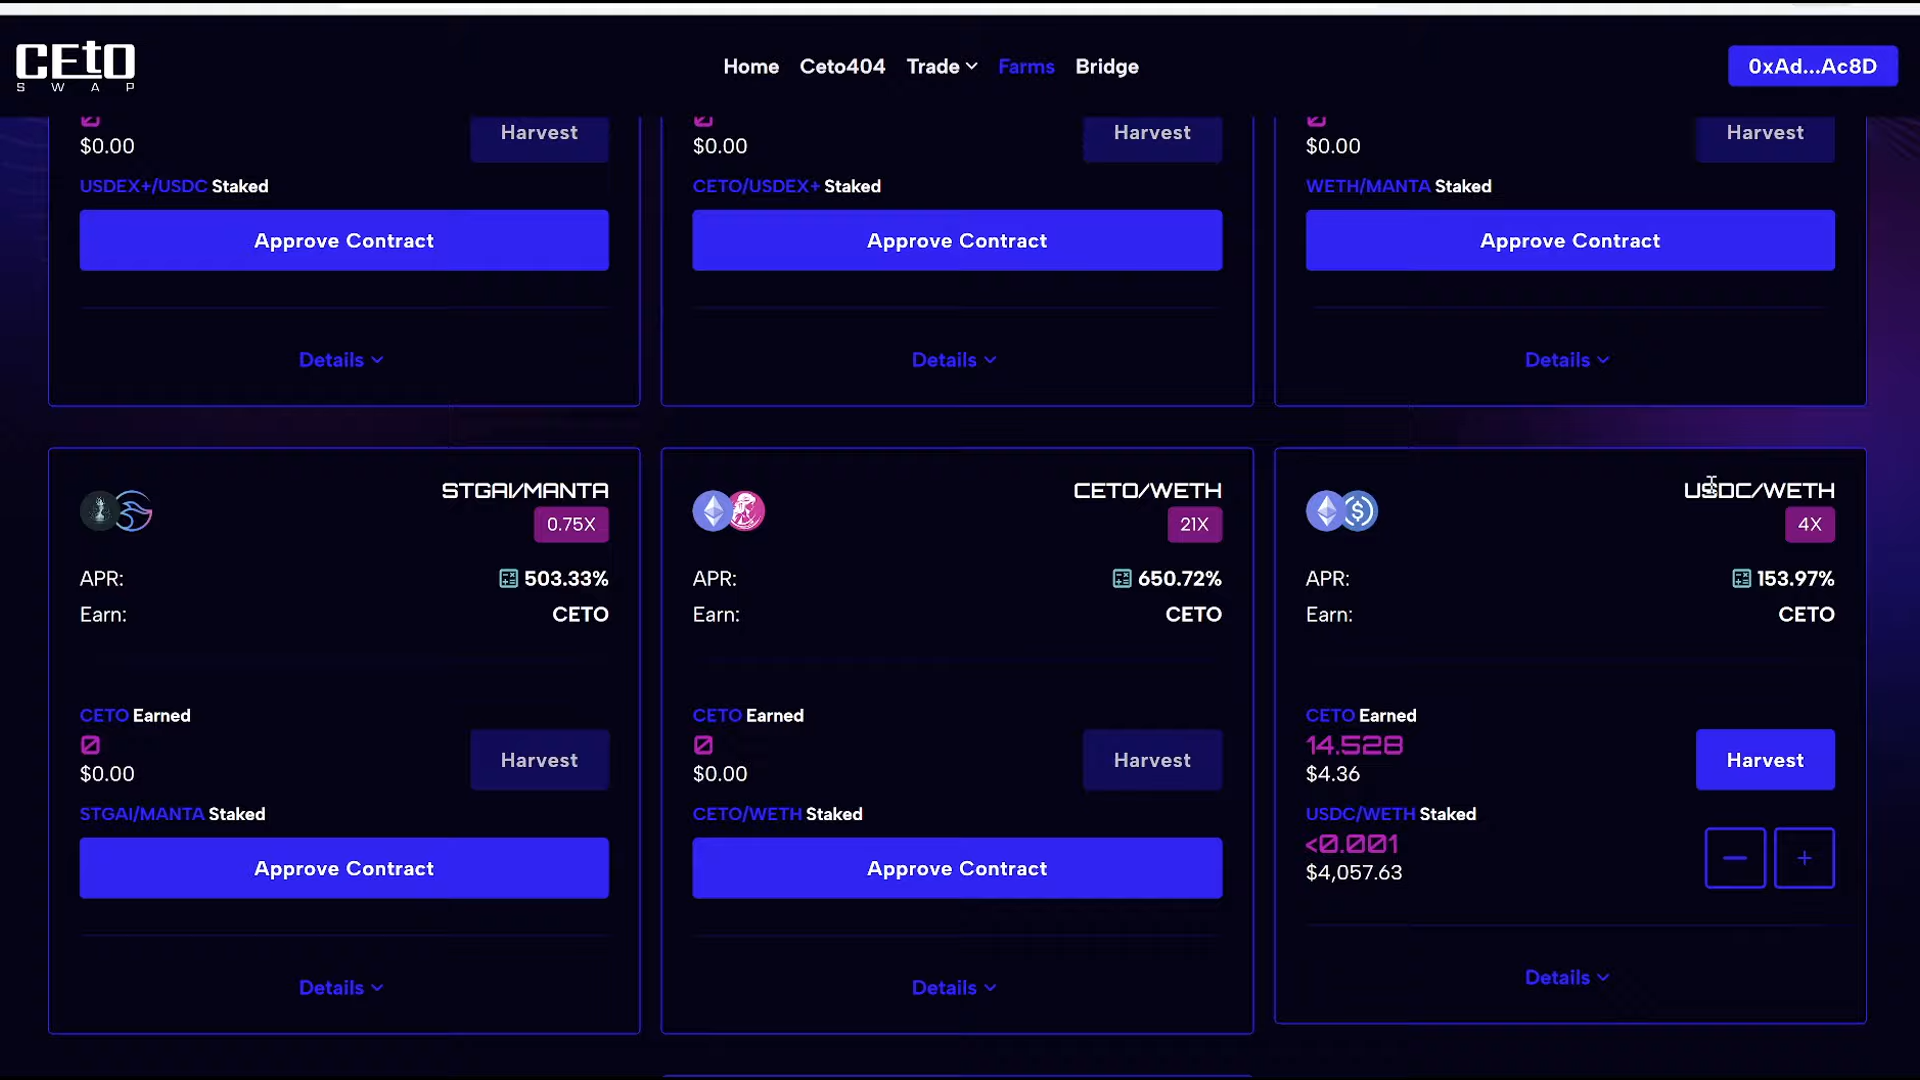 CEtO
SWAP
Home Ceto404 Trade Farms Bridge
0xAd...Ac8D
0
$0.00
Harvest
USDEX+/USDC Staked
Approve Contract
Details
0
$0.00
Harvest
CETO/USDEX+ Staked
Approve Contract
Details
0
$0.00
Harvest
WETH/MANTA Staked
Approve Contract
Details
STGAI/MANTA
0.75X
APR: 503.33%
Earn: CETO
CETO Earned
0
$0.00
Harvest
STGAI/MANTA Staked
Approve Contract
Details
CETO/WETH
21X
APR: 650.72%
Earn: CETO
CETO Earned
0
$0.00
Harvest
CETO/WETH Staked
Approve Contract
Details
USDC/WETH
4X
APR: 153.97%
Earn: CETO
CETO Earned
14.528
$4.36
Harvest
USDC/WETH Staked
<0.001
$4,057.63
— +
Details